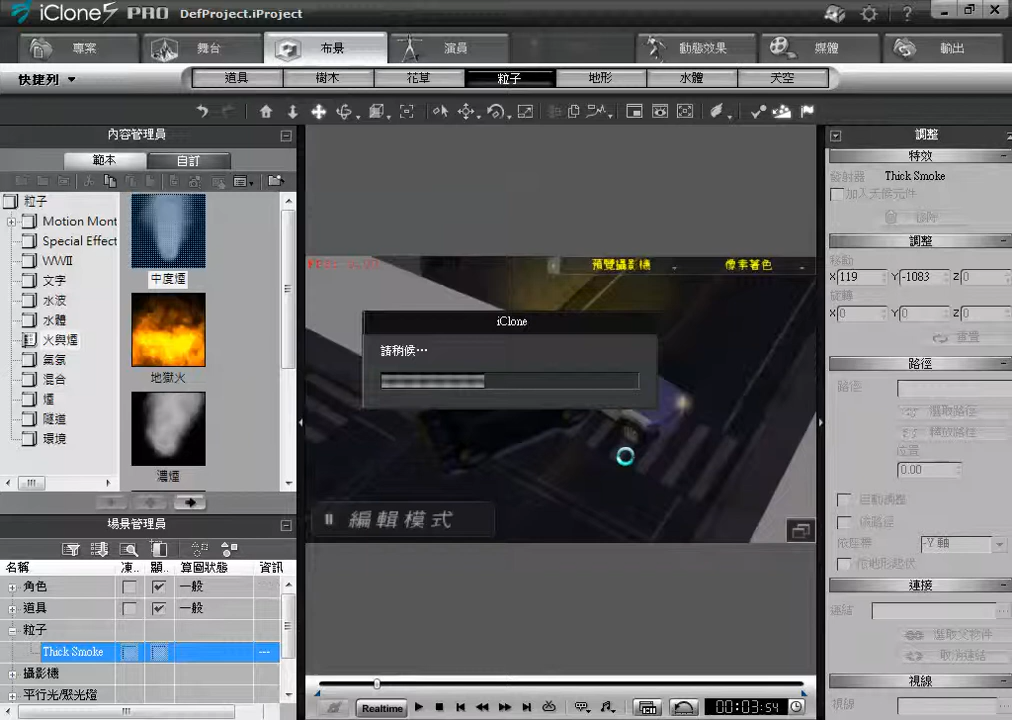 iClone5 PRO DefProject.iProject
專案 舞台 布景 演員 動態效果 媒體 輸出
快捷列
道具 樹木 花草 粒子 地形 水體 天空
內容管理員
範本 自訂
粒子
Motion Mont
Special Effect
WWII
文字
水波
水體
火與煙
氣氛
混合
煙
隧道
環境
中度煙
地獄火
濃煙
場景管理員
名稱 凍.. 顯.. 算圖狀態 資訊
角色 一般
道具 一般
粒子
Thick Smoke
攝影機
平行光/聚光燈
預覽攝影機 像素著色
iClone
請稍候…
編輯模式
Realtime
00:03:54
調整
特效
發射器 Thick Smoke
加入天候元件
移除
調整
移動
X 119 Y -1083 Z 0
旋轉
X 0 Y 0 Z 0
重置
路徑
路徑
選取路徑
釋放路徑
位置
0.00
自動調整
依路徑
依座標 -Y 軸
依地形起伏
連接
連結
選取父物件
取消連結
視線
視線